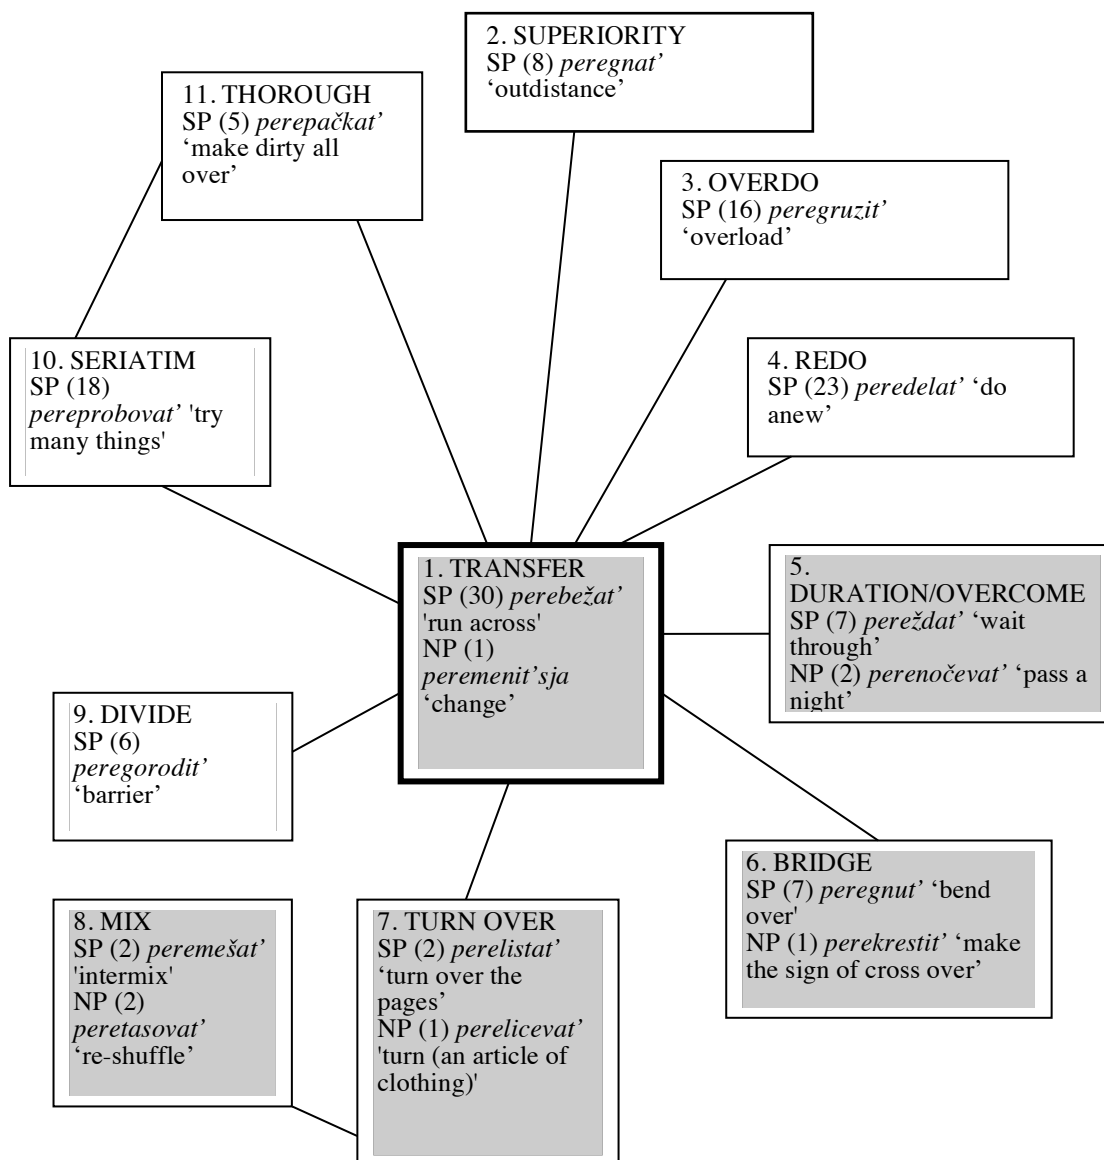 2. SUPERIORITY
SP (8) peregnat’
‘outdistance’
11. THOROUGH
SP (5) perepačkat’
‘make dirty all
over’
3. OVERDO
SP (16) peregruzit’
‘overload’
10. SERIATIM
SP (18)
pereprobovat’ 'try
many things'
4. REDO
SP (23) peredelat’ ‘do
anew’
1. TRANSFER
SP (30) perebežat’
'run across'
NP (1)
peremenit’sja
‘change’
5.
DURATION/OVERCOME
SP (7) pereždat’ ‘wait
through’
NP (2) perenočevat’ ‘pass a
night’
9. DIVIDE
SP (6)
peregorodit’
‘barrier’
6. BRIDGE
SP (7) peregnut’ ‘bend
over'
NP (1) perekrestit’ ‘make
the sign of cross over’
8. MIX
SP (2) peremešat’
'intermix'
NP (2)
peretasovat’
‘re-shuffle’
7. TURN OVER
SP (2) perelistat’
‘turn over the
pages’
NP (1) perelicevat’
'turn (an article of
clothing)'